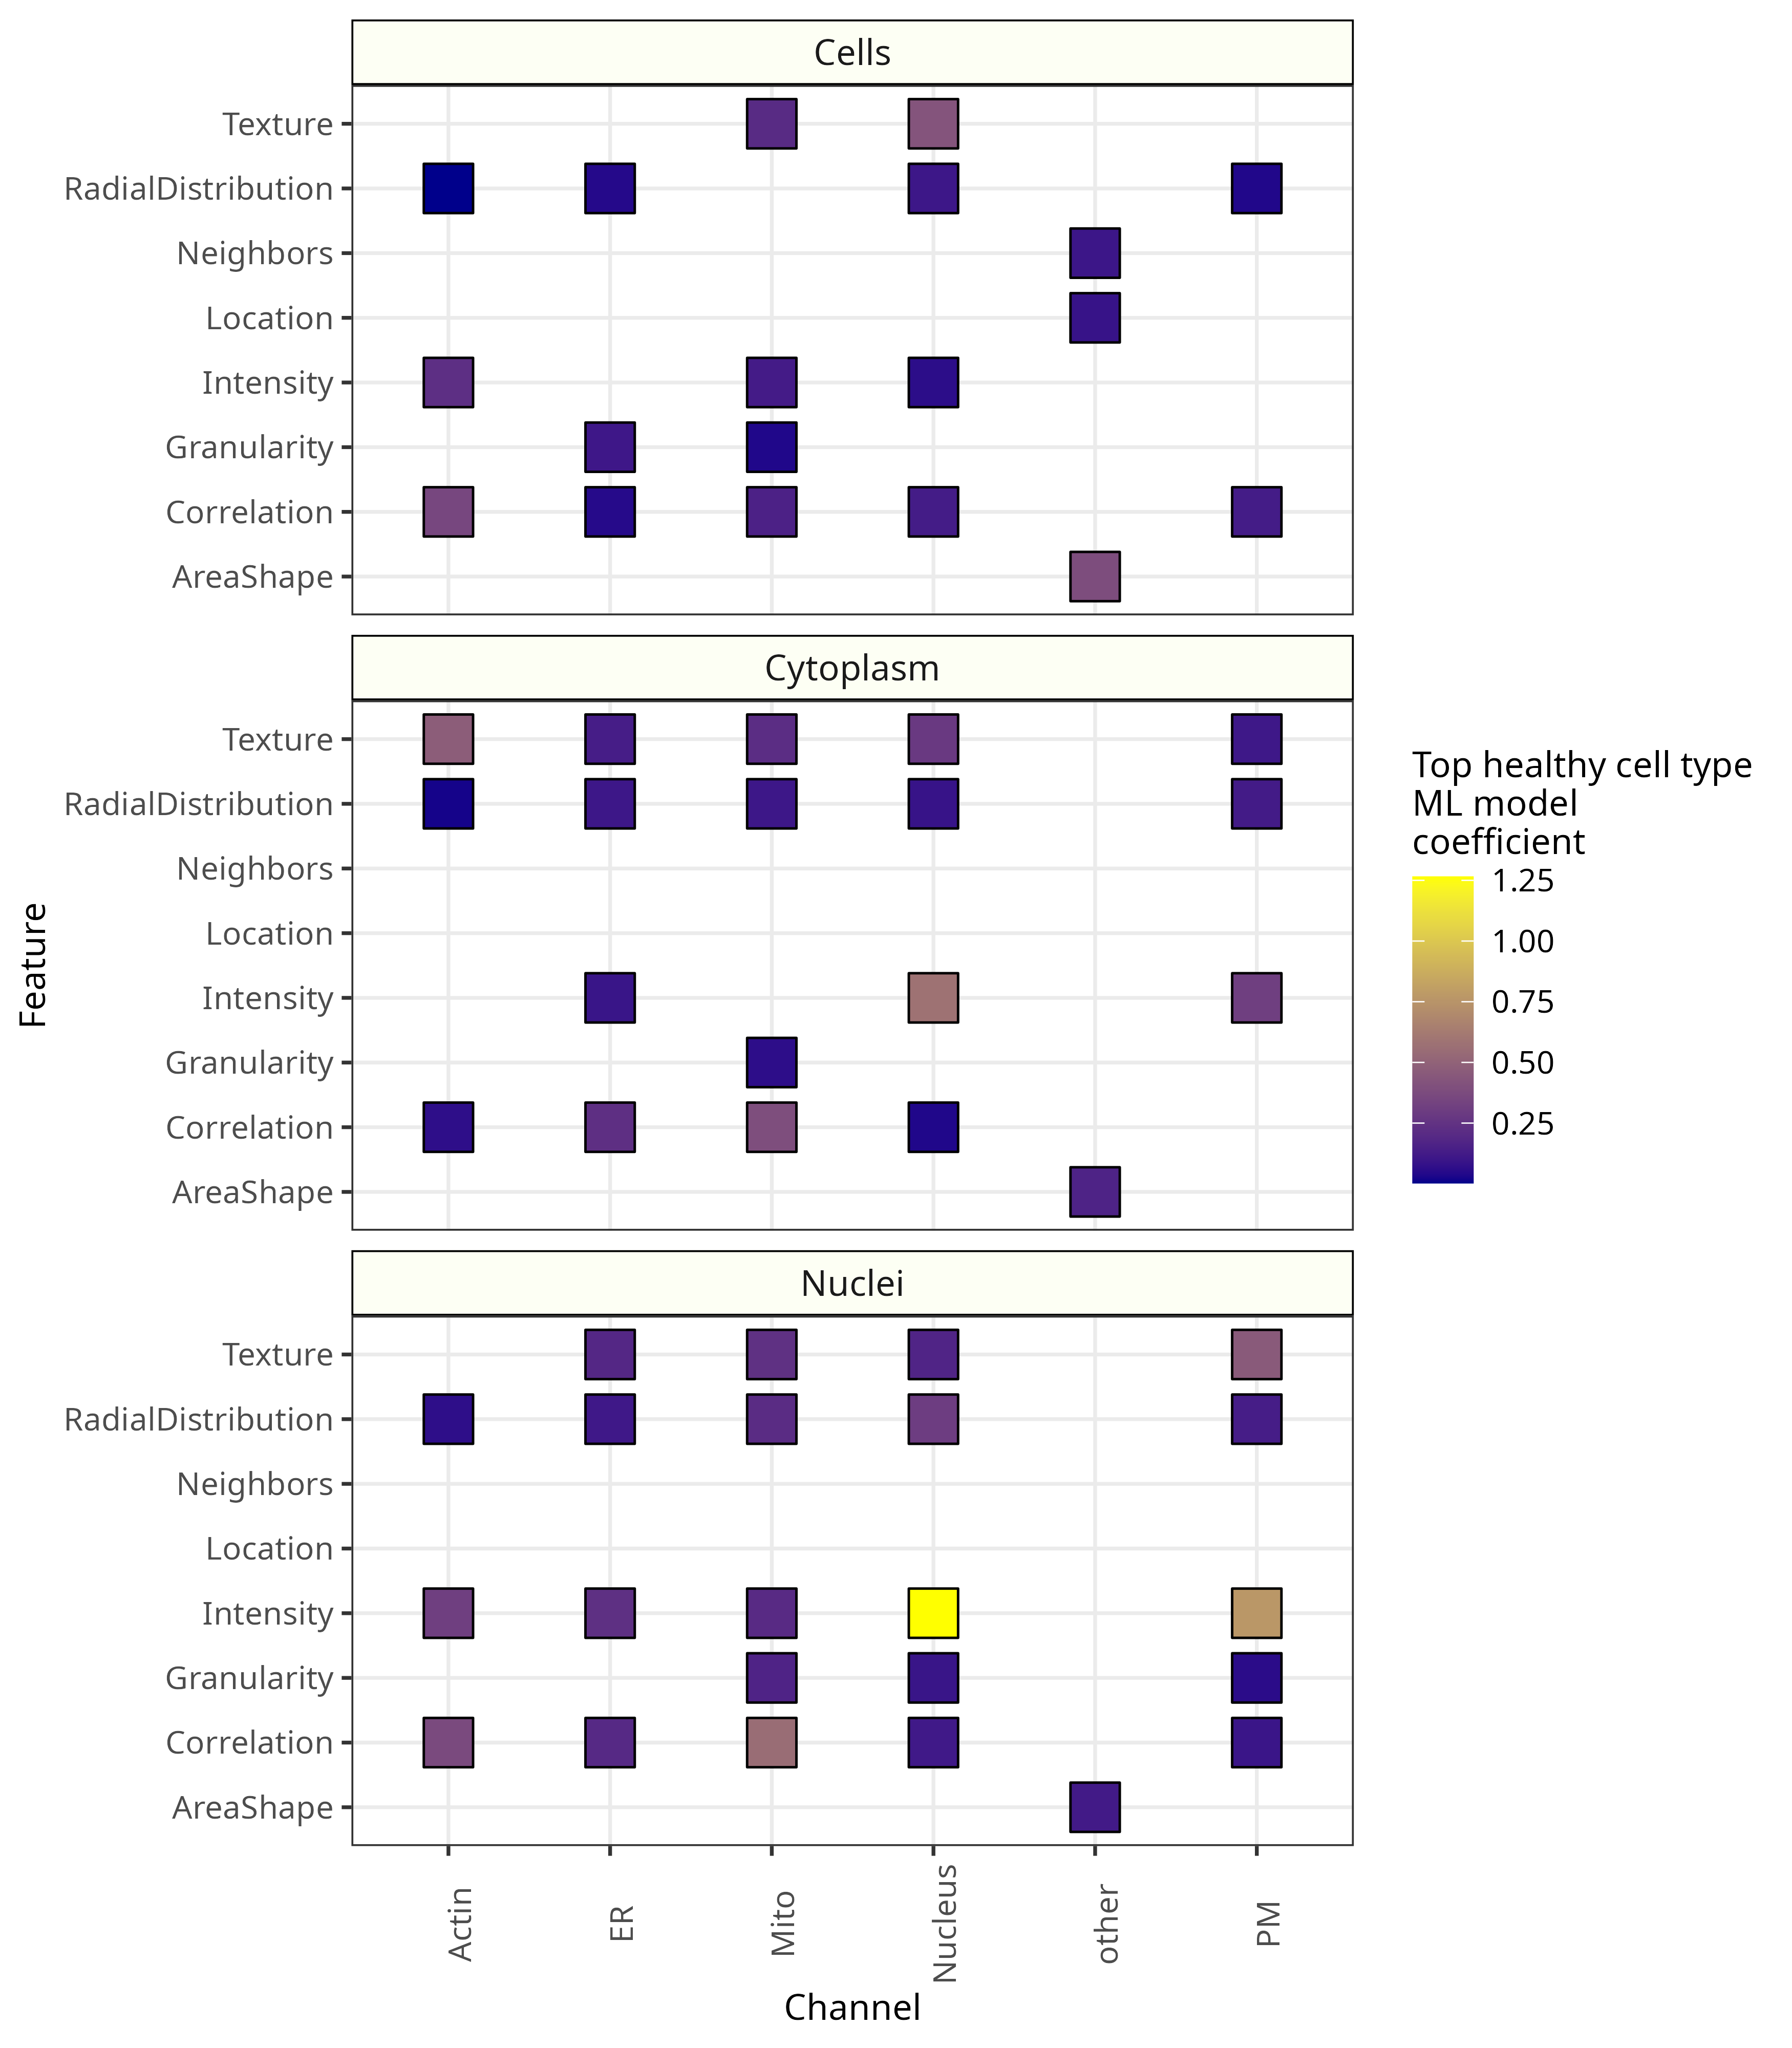 Cells
Texture
RadialDistribution
Neighbors
Location
Intensity
Granularity
Correlation
AreaShape
Cytoplasm
Texture
RadialDistribution
Neighbors
Location
Intensity
Granularity
Correlation
AreaShape
Nuclei
Texture
RadialDistribution
Neighbors
Location
Intensity
Granularity
Correlation
AreaShape
Feature
Actin
ER
Mito
Nucleus
other
PM
Channel
Top healthy cell type
ML model
coefficient
1.25
1.00
0.75
0.50
0.25